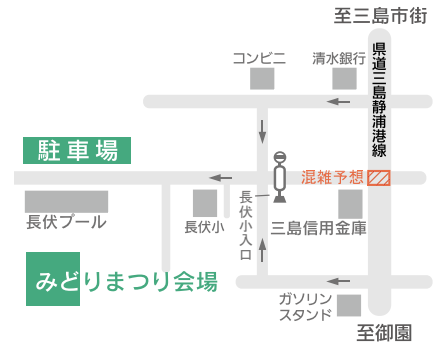 至三島市街
コンビニ
清水銀行
県道三島静浦港線
駐車場
混雑予想
長伏プール
長伏小
長伏小入口
三島信用金庫
みどりまつり会場
ガソリン
スタンド
至御園